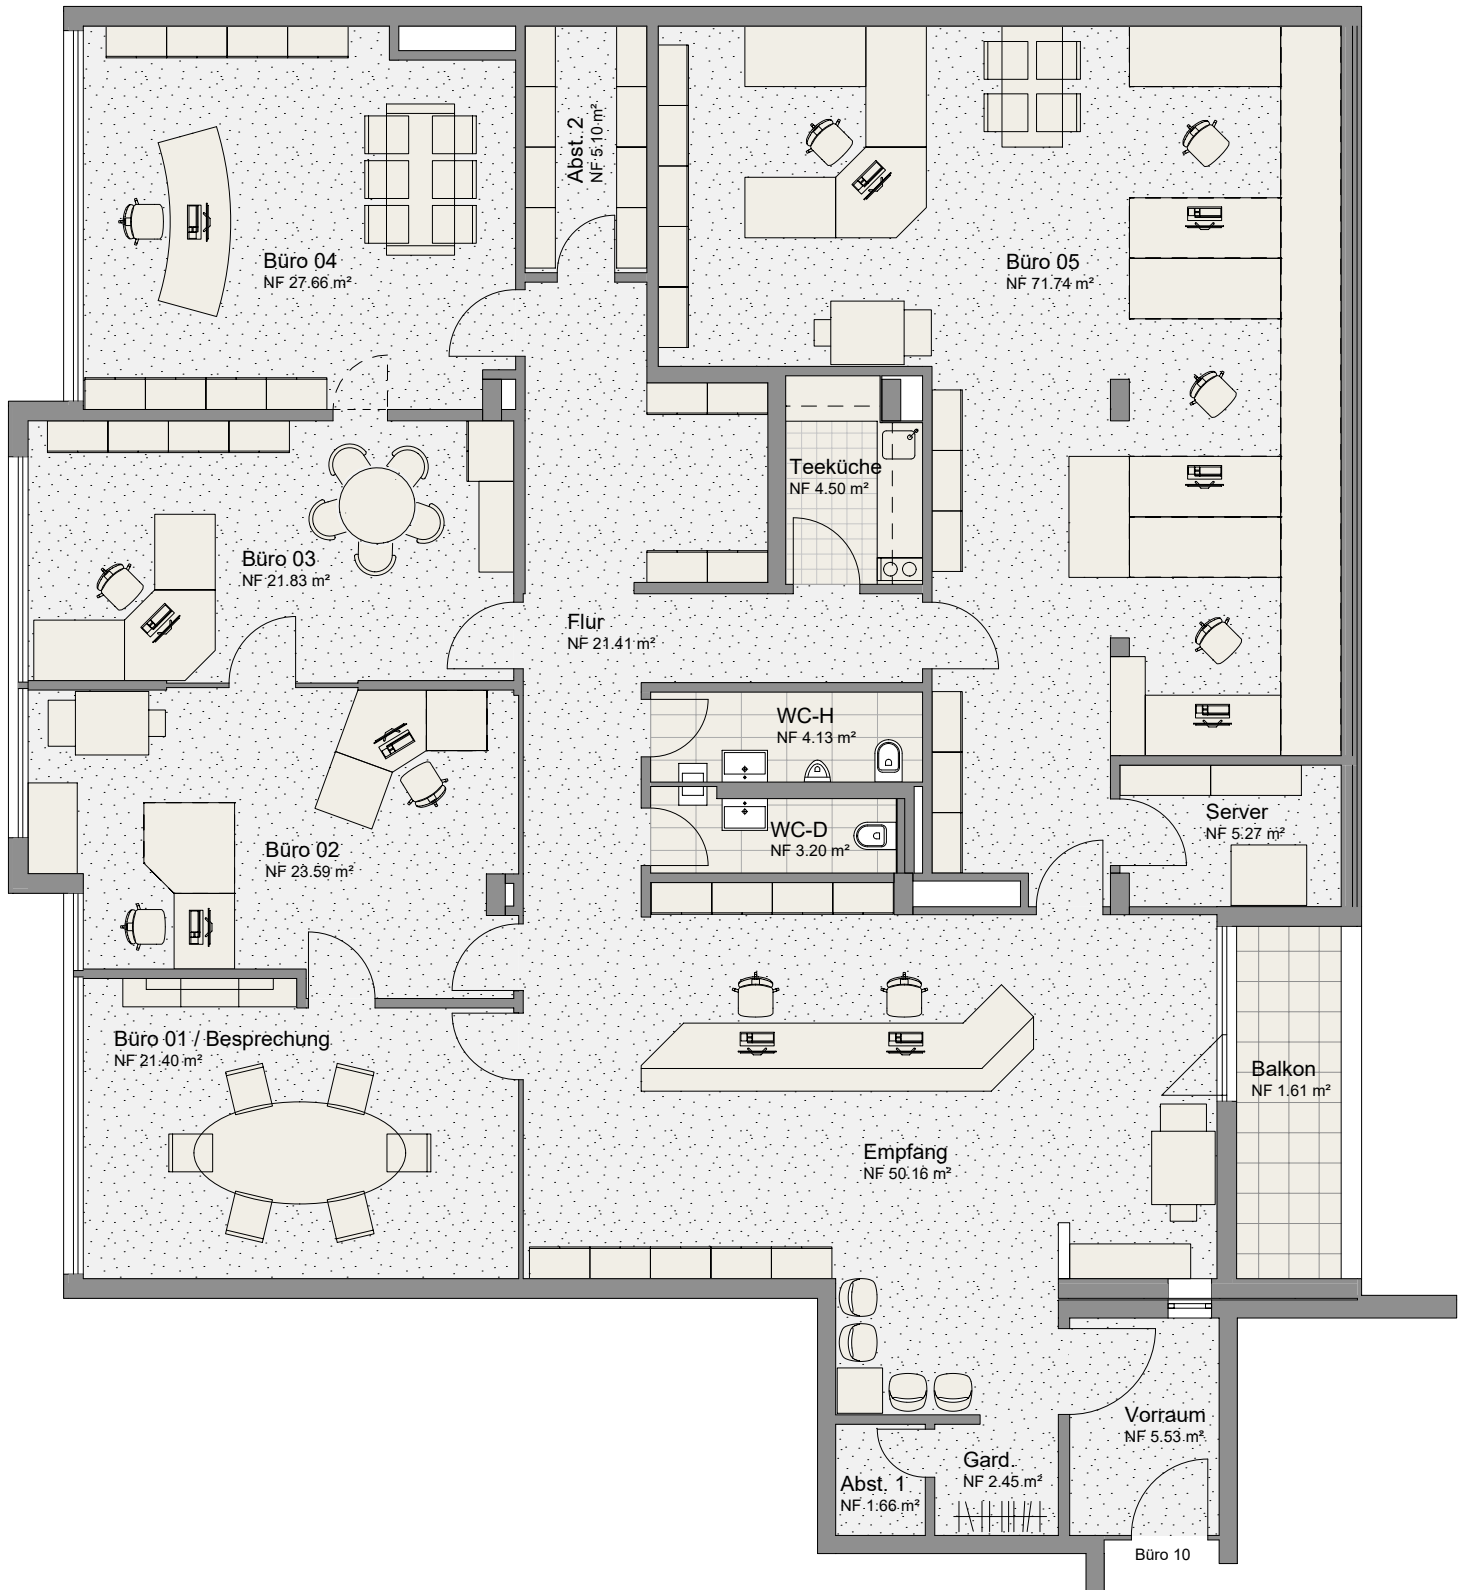 Abst. 2
NF 5.10 m²
Büro 04
NF 27.66 m²
Büro 05
NF 71.74 m²
Teeküche
NF 4.50 m²
Büro 03
NF 21.83 m²
Flur
NF 21.41 m²
WC-H
NF 4.13 m²
Server
NF 5.27 m²
WC-D
NF 3.20 m²
Büro 02
NF 23.59 m²
Büro 01 / Besprechung
NF 21.40 m²
Balkon
NF 1.61 m²
Empfang
NF 50.16 m²
Vorraum
NF 5.53 m²
Gard.
NF 2.45 m²
Abst. 1
NF 1.66 m²
Büro 10